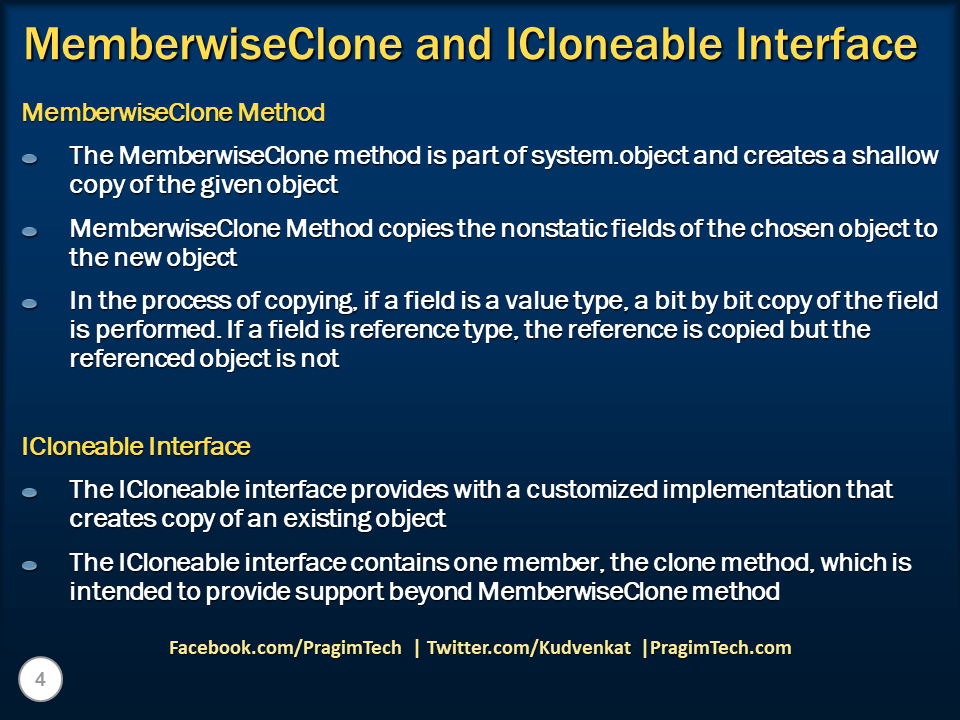 MemberwiseClone and ICloneable Interface
MemberwiseClone Method
The MemberwiseClone method is part of system.object and creates a shallow
copy of the given object
MemberwiseClone Method copies the nonstatic fields of the chosen object to
the new object
In the process of copying, if a field is a value type, a bit by bit copy of the field
is performed. If a field is reference type, the reference is copied but the
referenced object is not
ICloneable Interface
The ICloneable interface provides with a customized implementation that
creates copy of an existing object
The ICloneable interface contains one member, the clone method, which is
intended to provide support beyond MemberwiseClone method
Facebook.com/PragimTech | Twitter.com/Kudvenkat |PragimTech.com
4